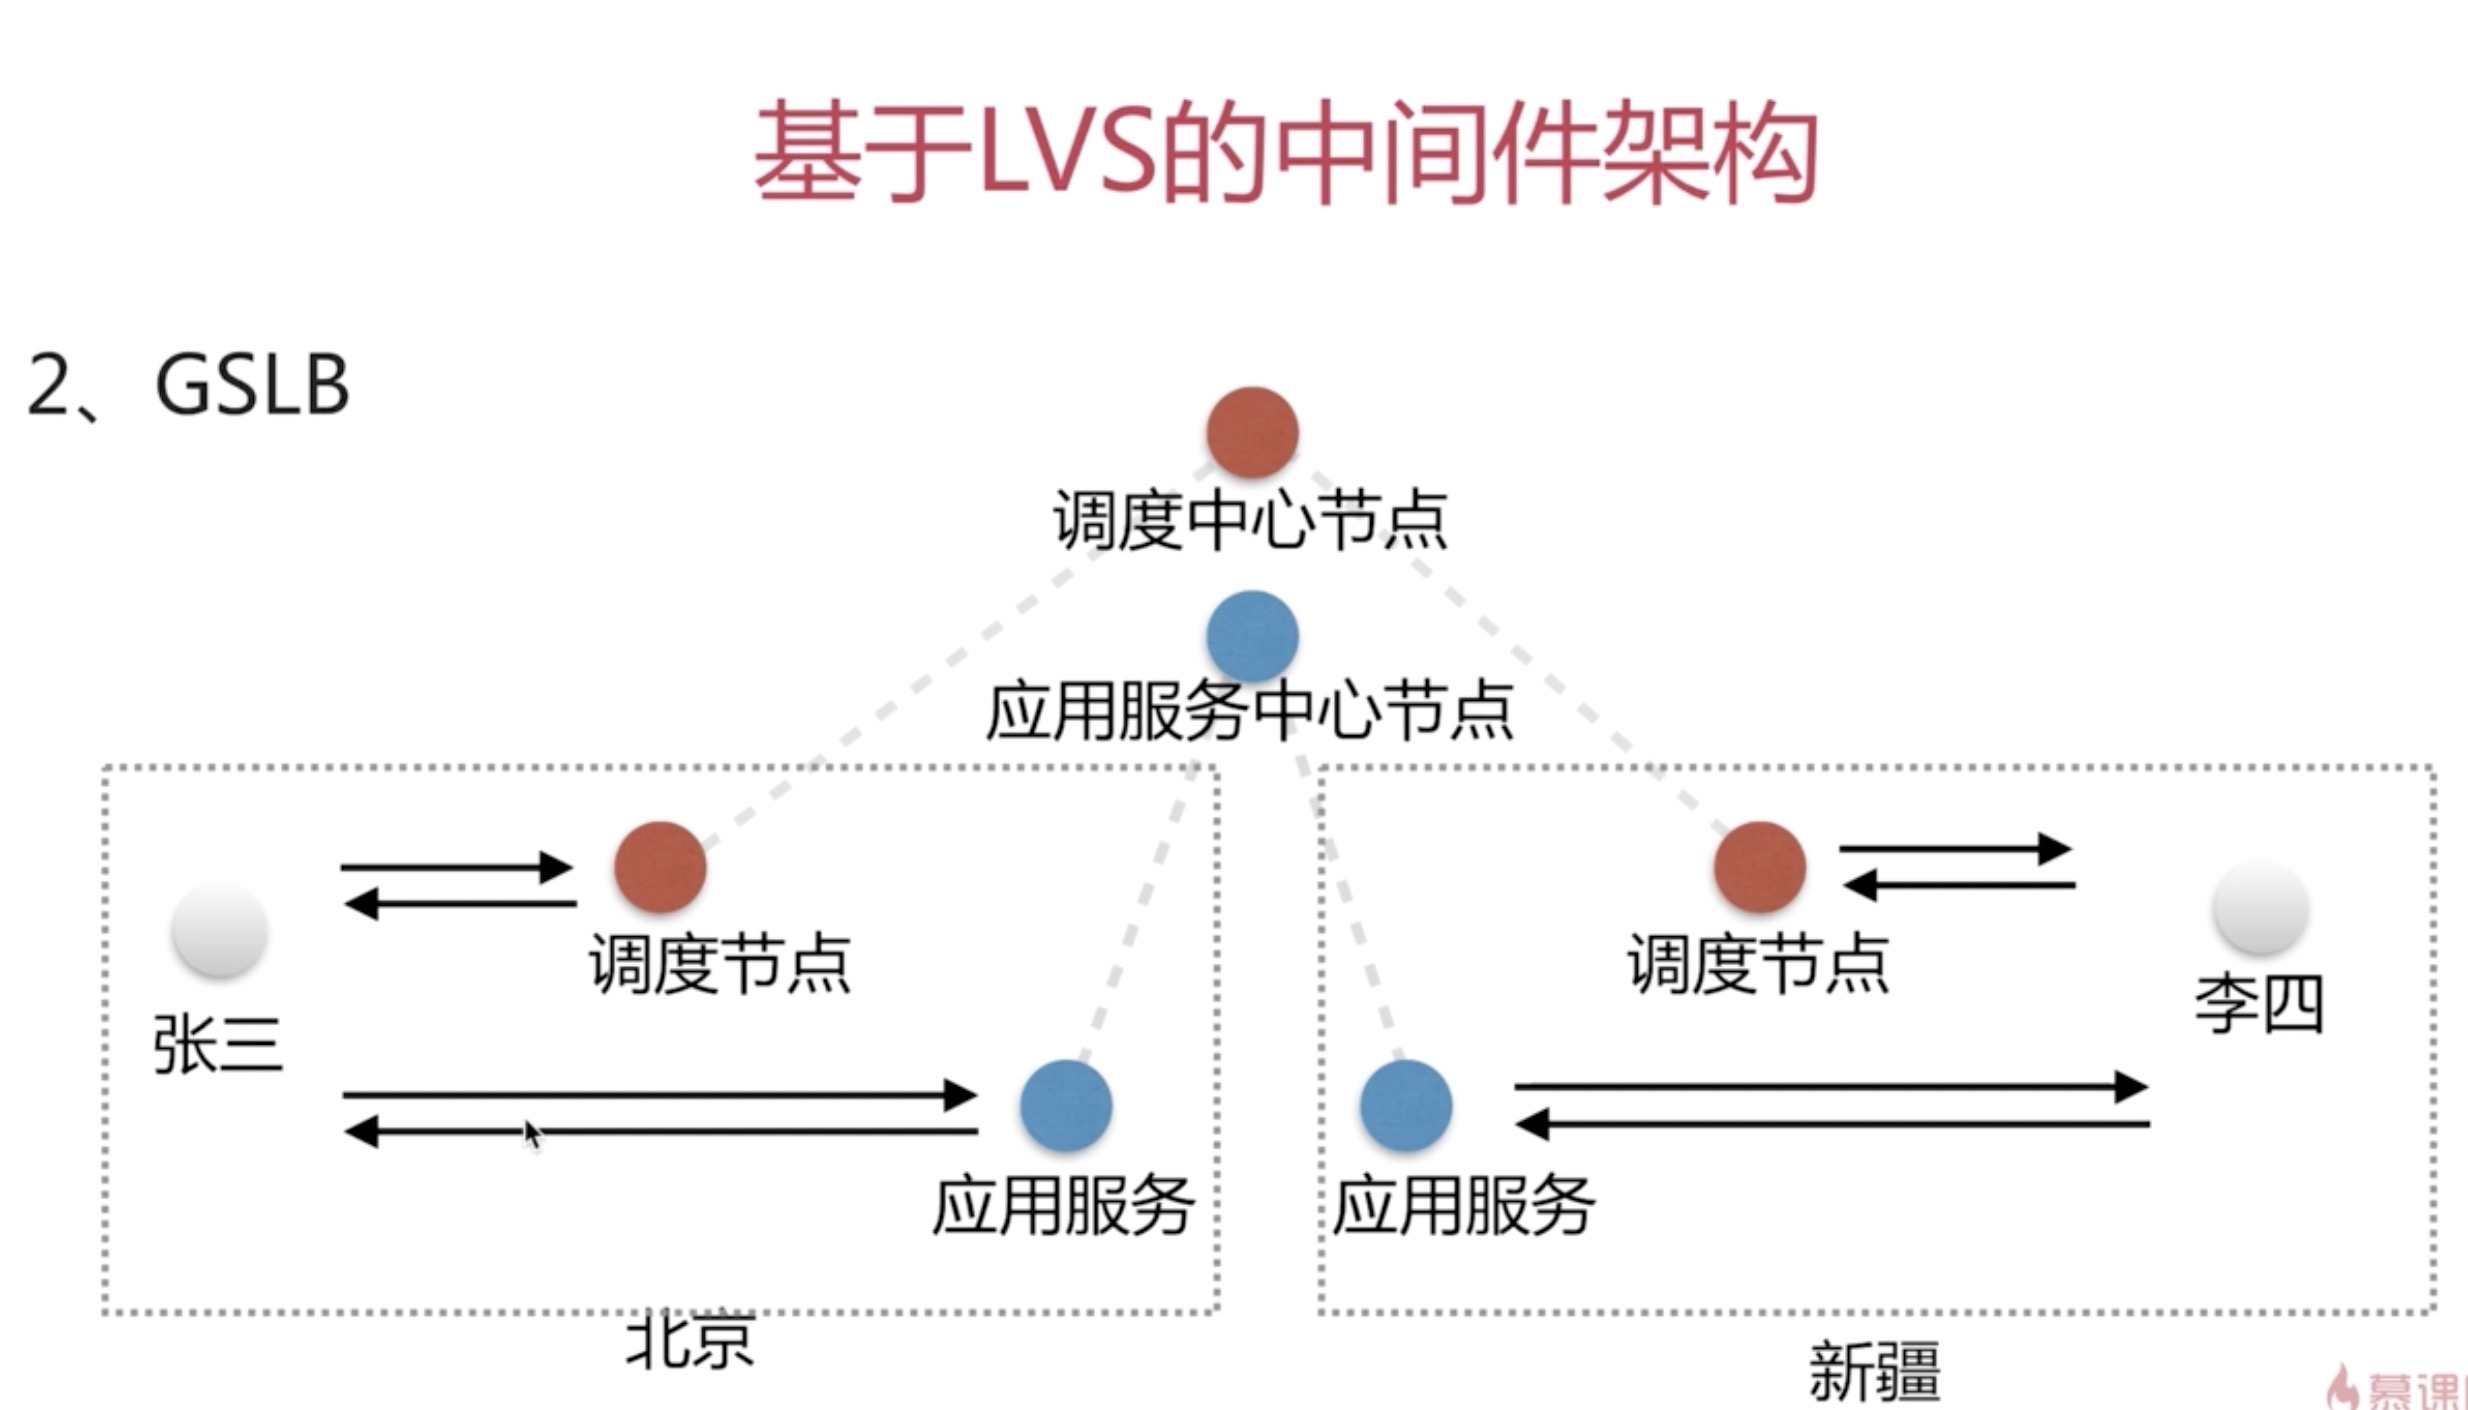 基于LVS的中间件架构
2、GSLB
调度中心节点
应用服务中心节点
调度节点
调度节点
张三
李四
应用服务
应用服务
北京
新疆
慕课